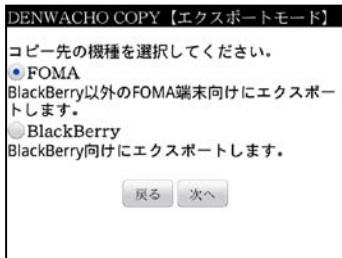 DENWACHO COPY【エクスポートモード】
コピー先の機種を選択してください。
FOMA
BlackBerry以外のFOMA端末向けにエクスポー
トします。
BlackBerry
BlackBerry向けにエクスポートします。
戻る 次へ